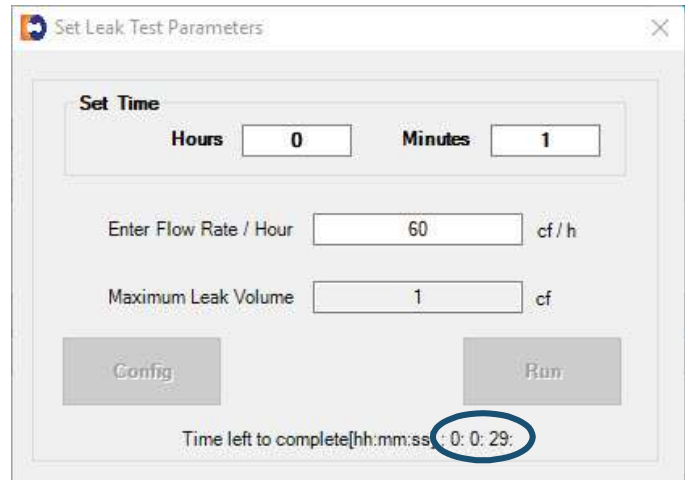 Set Leak Test Parameters
Set Time
Hours 0 Minutes 1
Enter Flow Rate / Hour 60 cf / h
Maximum Leak Volume 1 cf
Config Run
Time left to complete[hh:mm:ss]: 0: 0: 29: